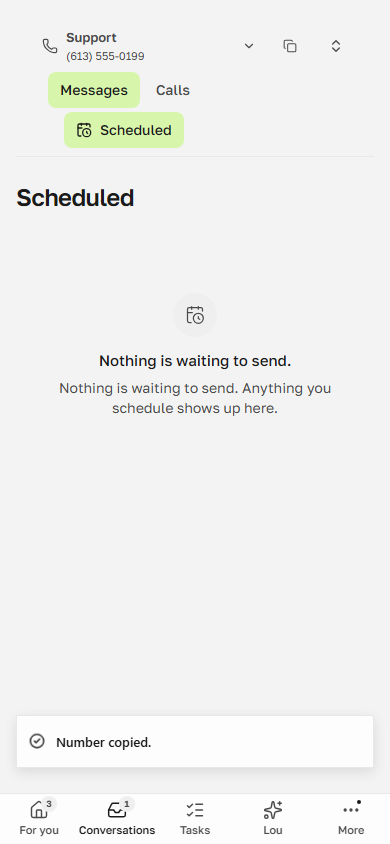 Support
(613) 555-0199
Messages
Calls
Scheduled
Scheduled
Nothing is waiting to send.
Nothing is waiting to send. Anything you
schedule shows up here.
Number copied.
3
1
For you
Conversations
Tasks
Lou
More